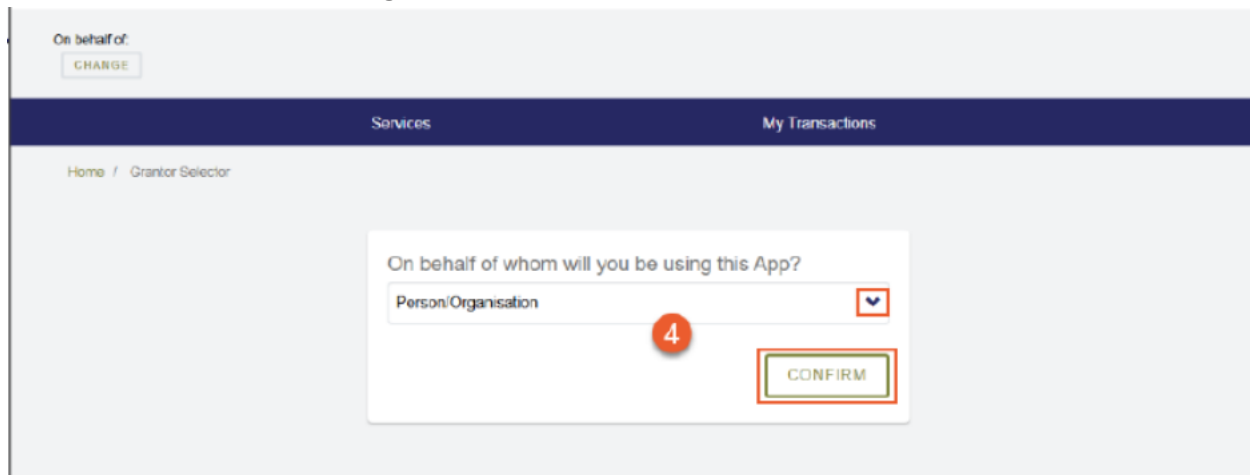 On behalf of:
CHANGE
Services My Transactions
Home / Grantor Selector
On behalf of whom will you be using this App?
Person/Organisation
4
CONFIRM